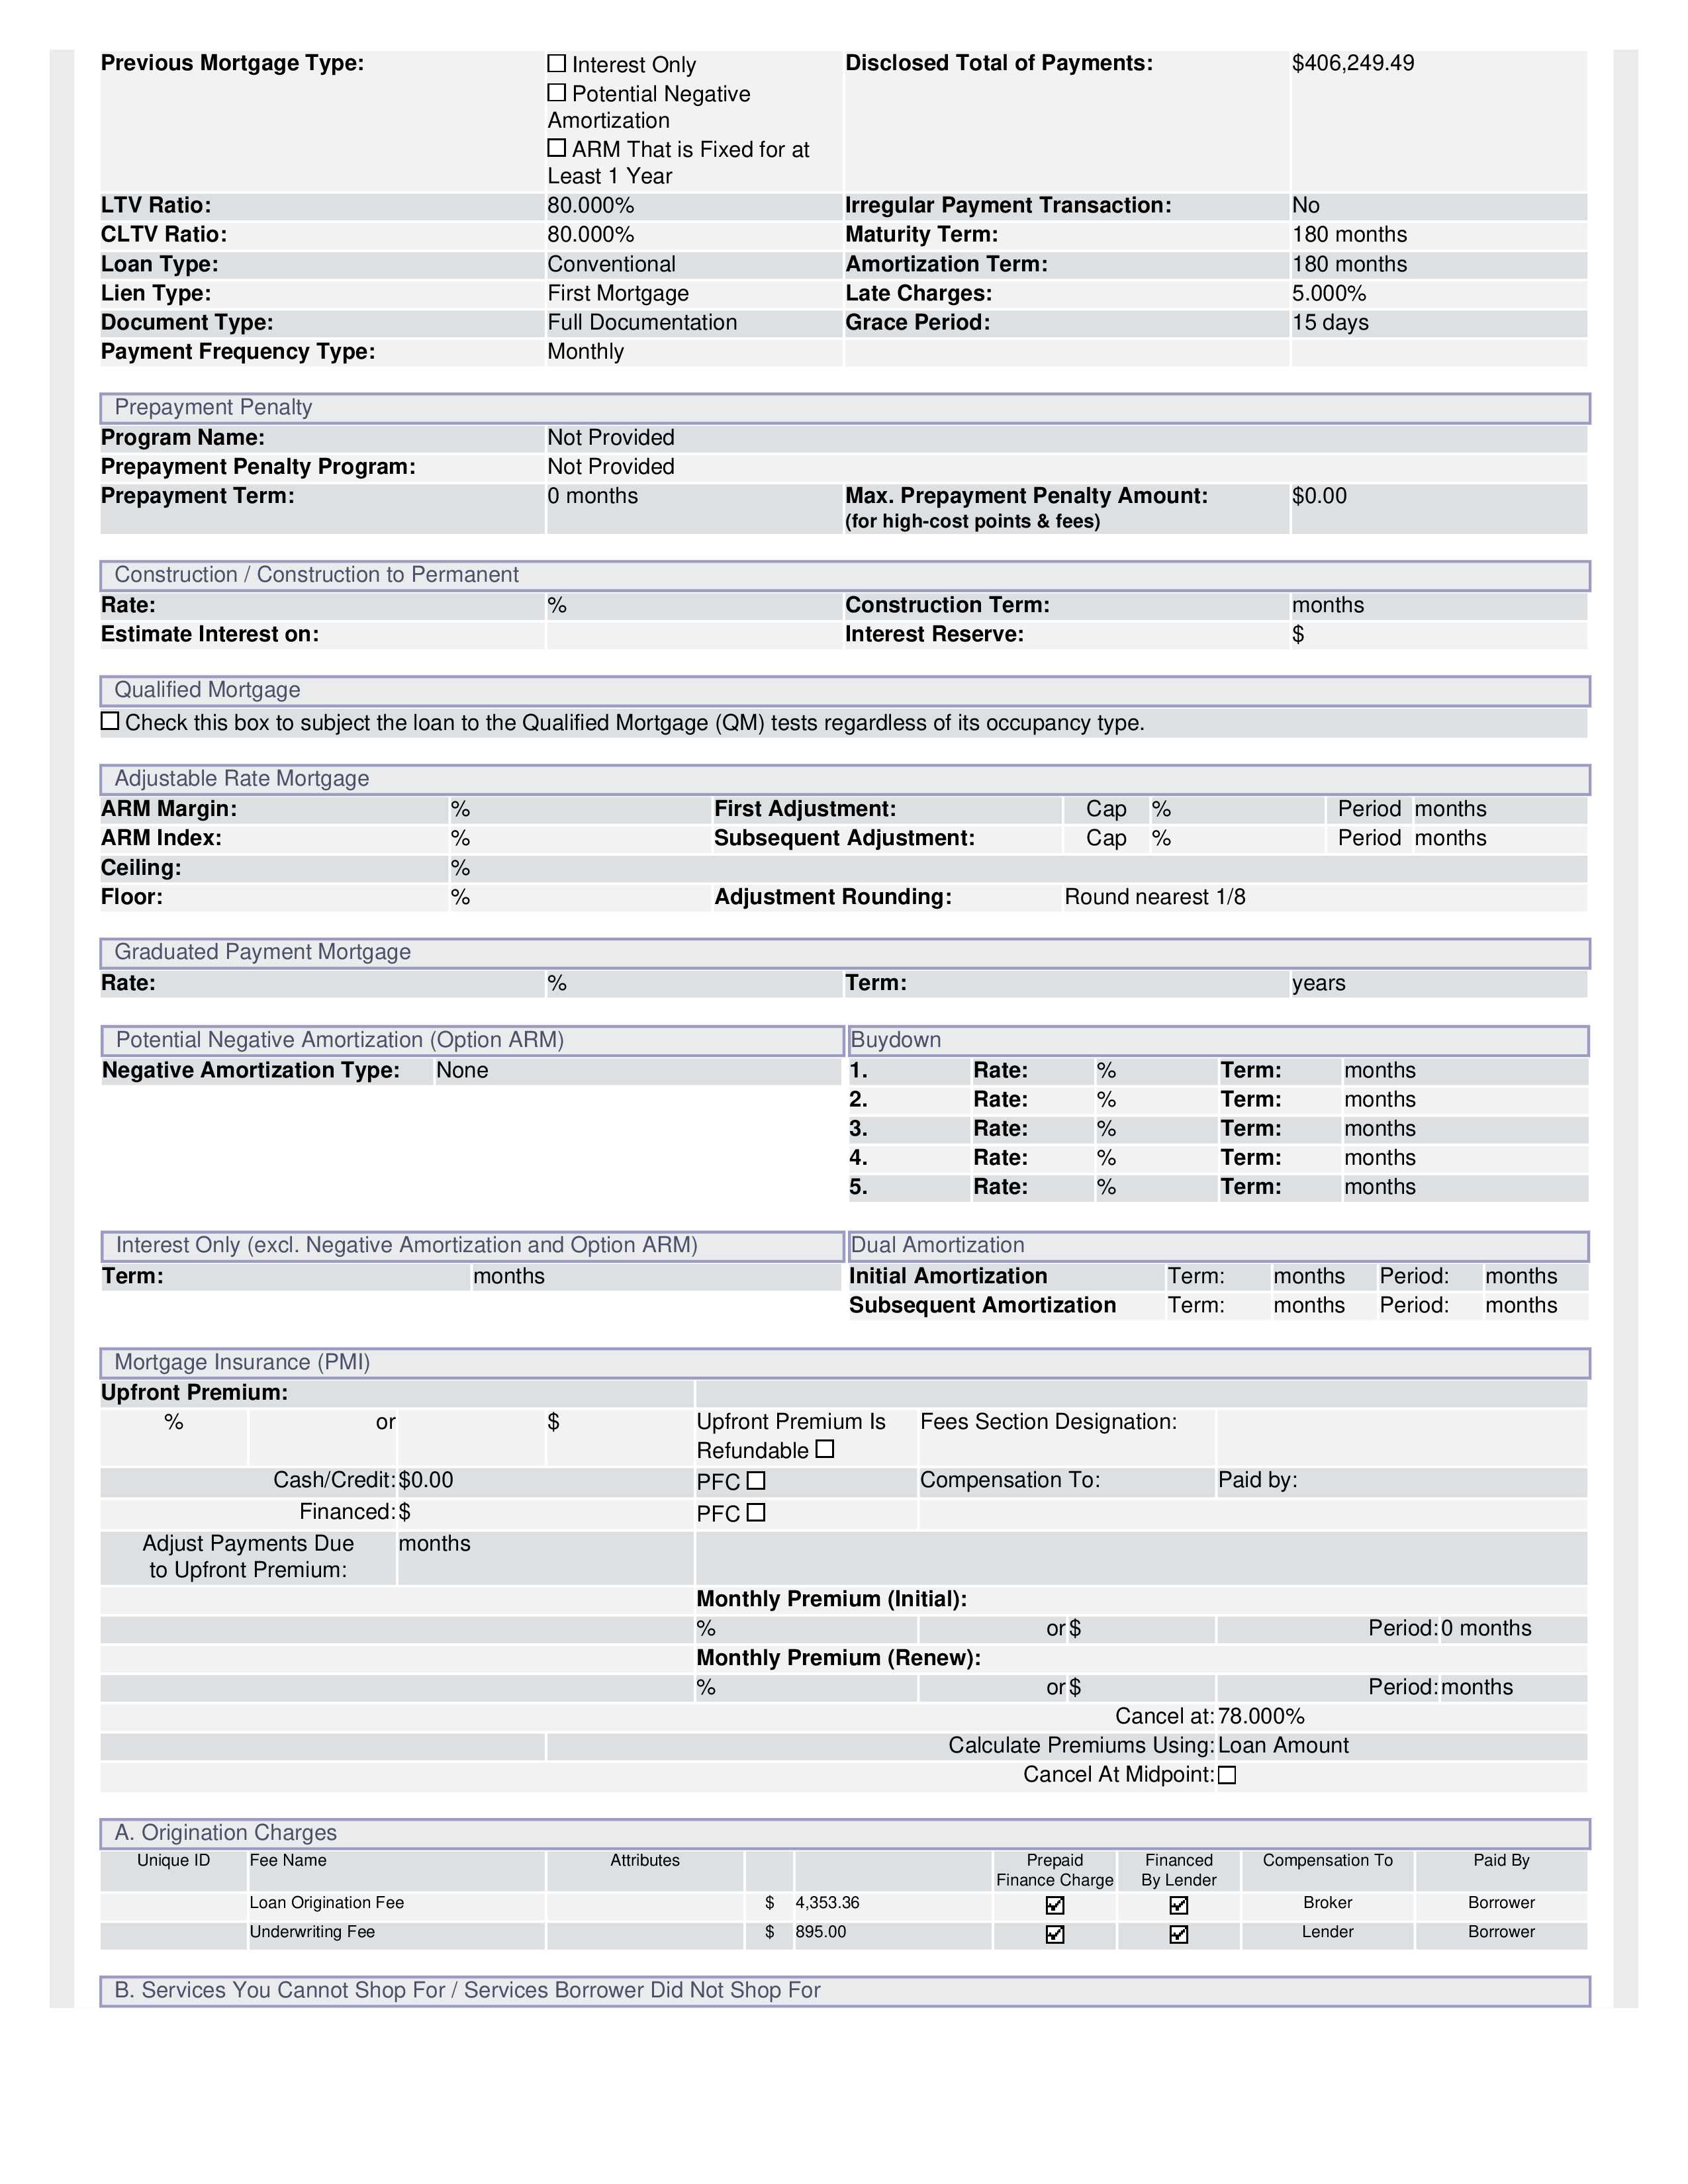 Previous Mortgage Type: ☐ Interest Only Disclosed Total of Payments: $406,249.49
☐ Potential Negative
Amortization
☐ ARM That is Fixed for at
Least 1 Year
LTV Ratio: 80.000% Irregular Payment Transaction: No
CLTV Ratio: 80.000% Maturity Term: 180 months
Loan Type: Conventional Amortization Term: 180 months
Lien Type: First Mortgage Late Charges: 5.000%
Document Type: Full Documentation Grace Period: 15 days
Payment Frequency Type: Monthly
Prepayment Penalty
Program Name: Not Provided
Prepayment Penalty Program: Not Provided
Prepayment Term: 0 months Max. Prepayment Penalty Amount: $0.00
(for high-cost points & fees)
Construction / Construction to Permanent
Rate: % Construction Term: months
Estimate Interest on: Interest Reserve: $
Qualified Mortgage
☐ Check this box to subject the loan to the Qualified Mortgage (QM) tests regardless of its occupancy type.
Adjustable Rate Mortgage
ARM Margin: % First Adjustment: Cap % Period months
ARM Index: % Subsequent Adjustment: Cap % Period months
Ceiling: %
Floor: % Adjustment Rounding: Round nearest 1/8
Graduated Payment Mortgage
Rate: % Term: years
Potential Negative Amortization (Option ARM) Buydown
Negative Amortization Type: None 1. Rate: % Term: months
2. Rate: % Term: months
3. Rate: % Term: months
4. Rate: % Term: months
5. Rate: % Term: months
Interest Only (excl. Negative Amortization and Option ARM) Dual Amortization
Term: months Initial Amortization Term: months Period: months
Subsequent Amortization Term: months Period: months
Mortgage Insurance (PMI)
Upfront Premium:
% or $ Upfront Premium Is Fees Section Designation:
Refundable ☐
Cash/Credit: $0.00 PFC ☐ Compensation To: Paid by:
Financed: $ PFC ☐
Adjust Payments Due months
to Upfront Premium:
Monthly Premium (Initial):
% or $ Period: 0 months
Monthly Premium (Renew):
% or $ Period: months
Cancel at: 78.000%
Calculate Premiums Using: Loan Amount
Cancel At Midpoint: ☐
A. Origination Charges
Unique ID Fee Name Attributes Prepaid Financed Compensation To Paid By
Finance Charge By Lender
Loan Origination Fee $ 4,353.36 ☑ ☑ Broker Borrower
Underwriting Fee $ 895.00 ☑ ☑ Lender Borrower
B. Services You Cannot Shop For / Services Borrower Did Not Shop For